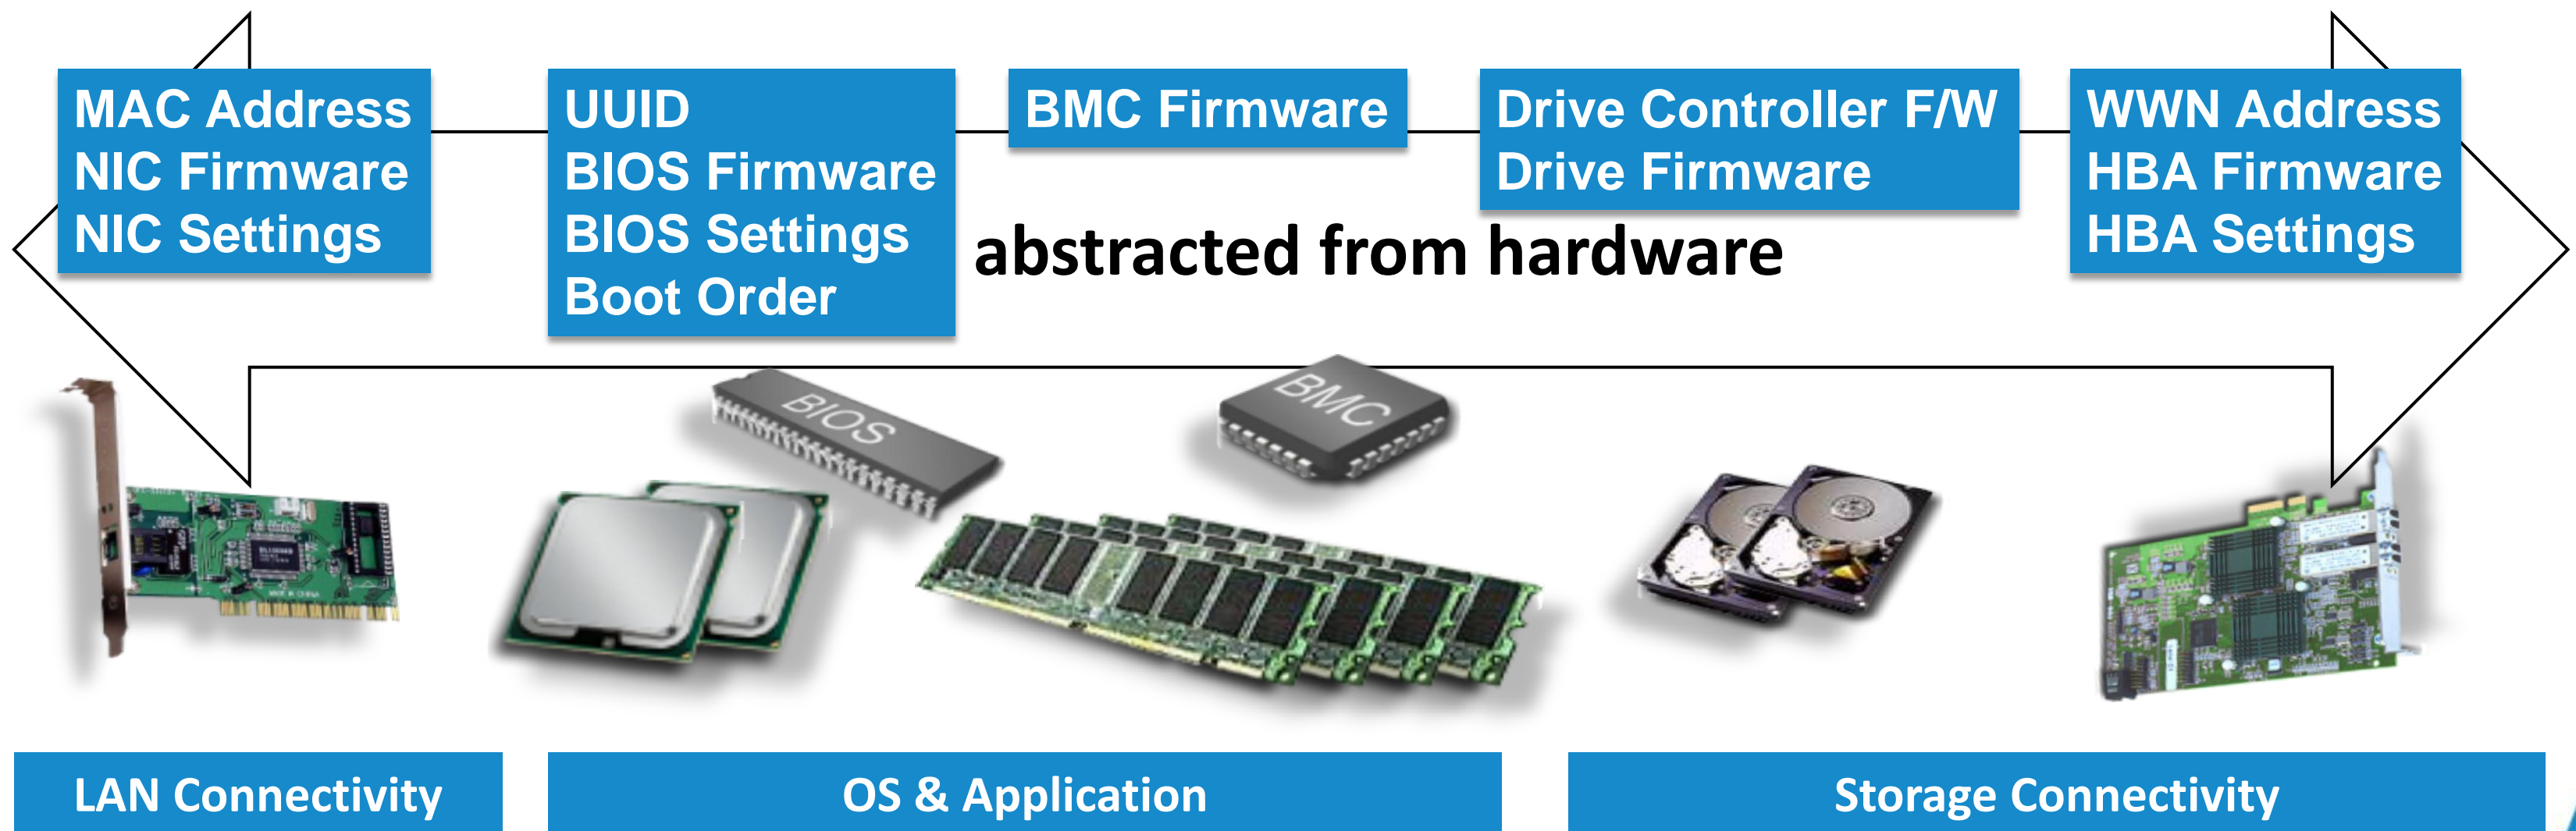 MAC Address
NIC Firmware
NIC Settings
UUID
BIOS Firmware
BIOS Settings
Boot Order
BMC Firmware
Drive Controller F/W
Drive Firmware
WWN Address
HBA Firmware
HBA Settings
abstracted from hardware
BIOS
BMC
LAN Connectivity
OS & Application
Storage Connectivity